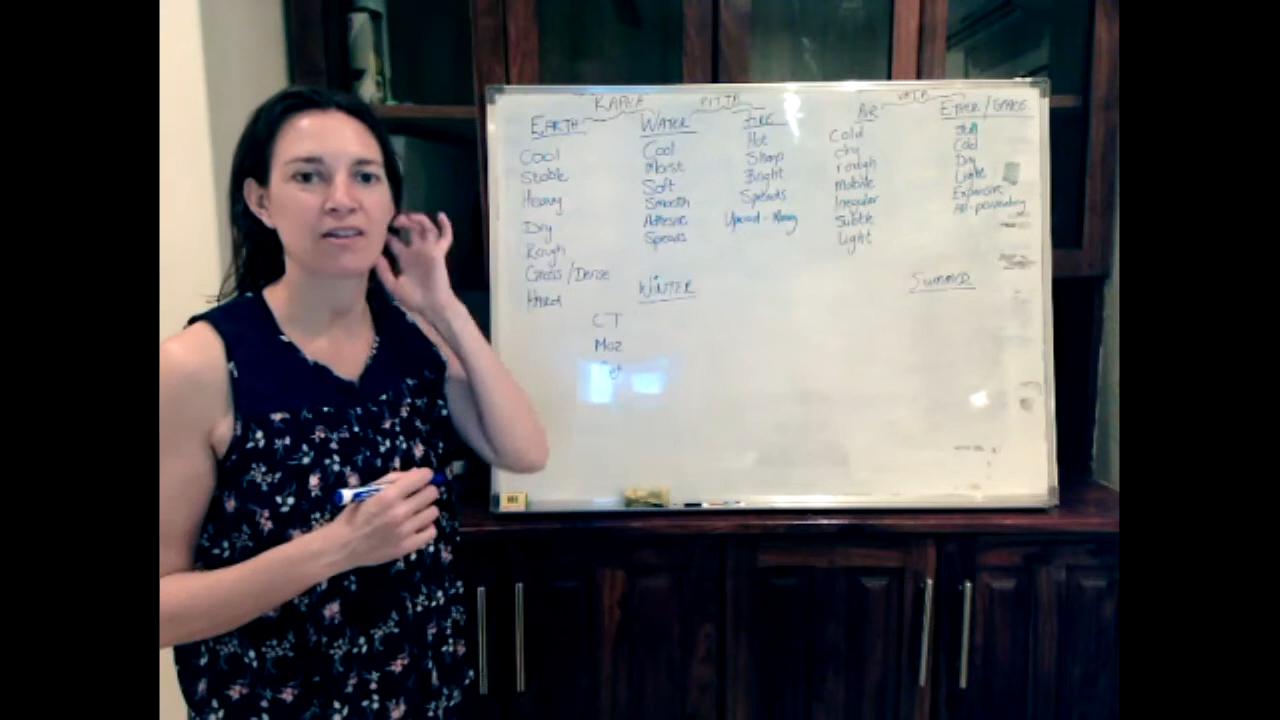 KAPHA PITTA VATA
EARTH WATER FIRE AIR ETHER/SPACE
Cool
Stable
Heavy
Dry
Rough
Gross/Dense
Hard
Cool
Moist
Soft
Smooth
Adhesive
Spreads
Hot
Sharp
Bright
Spreads
Upward-Moving
Cold
dry
rough
Mobile
Irregular
Subtle
Light
Still
Cold
Dry
Light
Expansive
All-pervading
WINTER SUMMER
CT
Moz